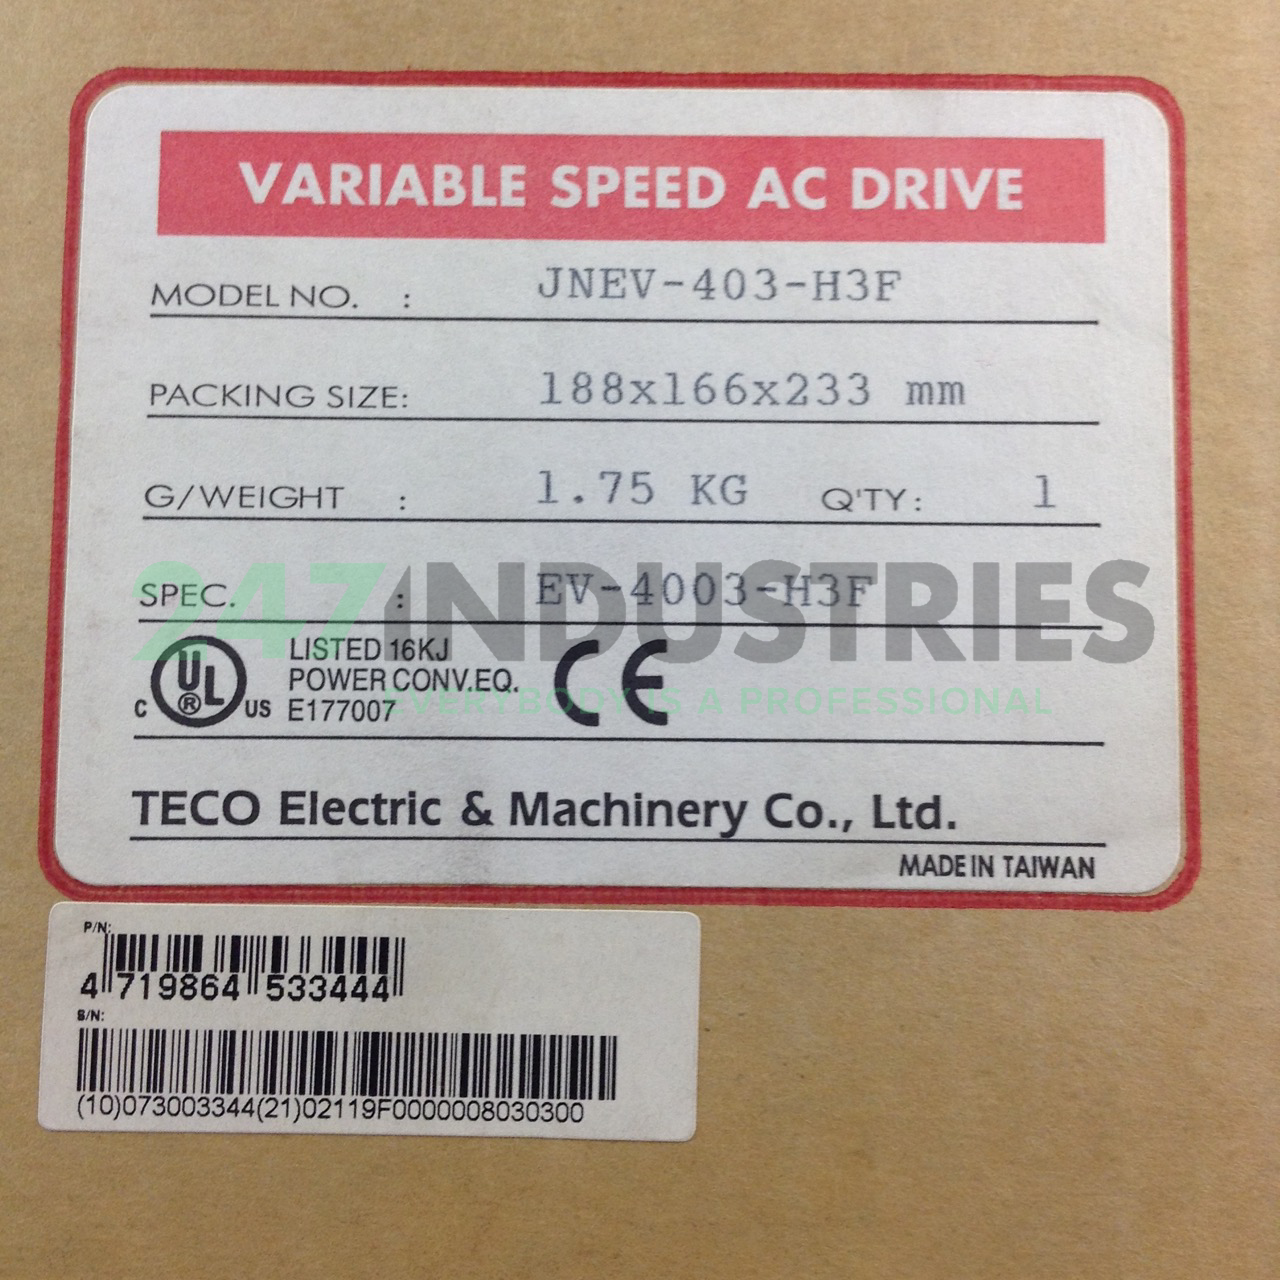 VARIABLE SPEED AC DRIVE
MODEL NO. : JNEV-403-H3F
PACKING SIZE: 188x166x233 mm
G/WEIGHT : 1.75 KG Q'TY: 1
SPEC. : EV-4003-H3F
247INDUSTRIES
EVERYBODY IS A PROFESSIONAL
C UL ® US
LISTED 16KJ
POWER CONV.EQ.
E177007
CE
TECO Electric & Machinery Co., Ltd.
MADE IN TAIWAN
P/N:
4 719864 533444
S/N:
(10)073003344(21)02119F0000008030300